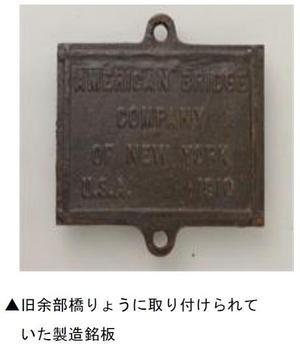 AMERICAN BRIDGE
COMPANY
OF NEW YORK
U.S.A. 1910
▲旧余部橋りょうに取り付けられて
いた製造銘板